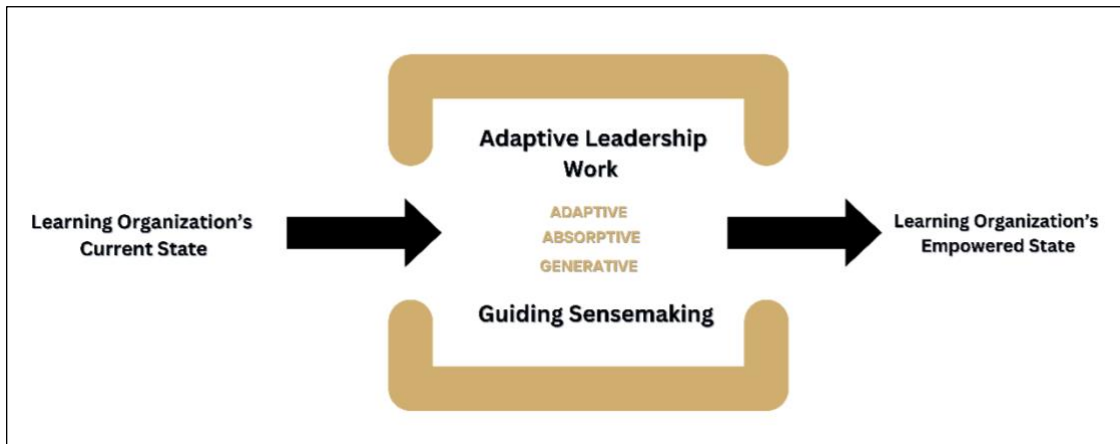 Learning Organization’s
Current State
Adaptive Leadership
Work
ADAPTIVE
ABSORPTIVE
GENERATIVE
Guiding Sensemaking
Learning Organization’s
Empowered State